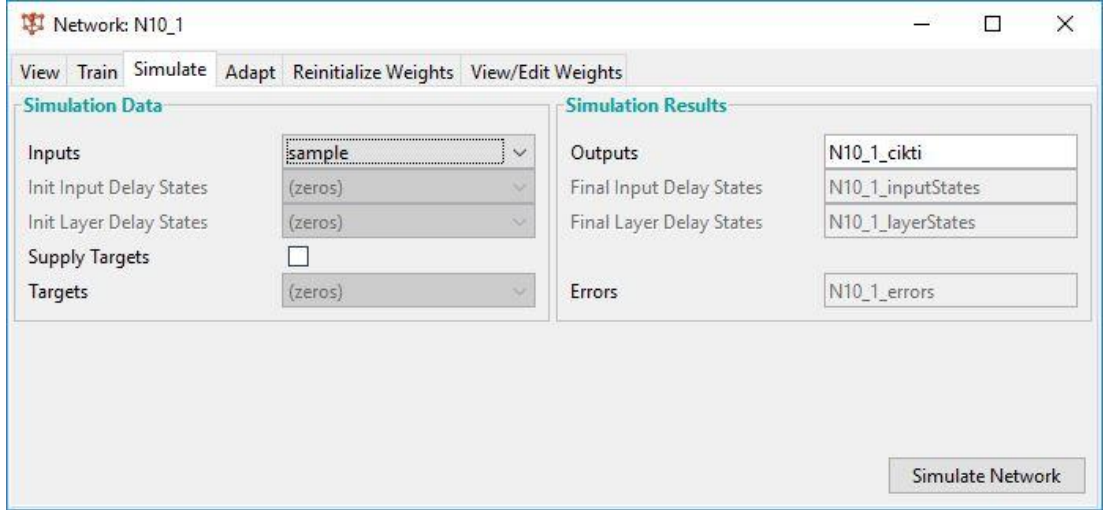 Network: N10_1
View Train Simulate Adapt Reinitialize Weights View/Edit Weights
Simulation Data
Inputs sample
Init Input Delay States (zeros)
Init Layer Delay States (zeros)
Supply Targets
Targets (zeros)
Simulation Results
Outputs N10_1_cikti
Final Input Delay States N10_1_inputStates
Final Layer Delay States N10_1_layerStates
Errors N10_1_errors
Simulate Network